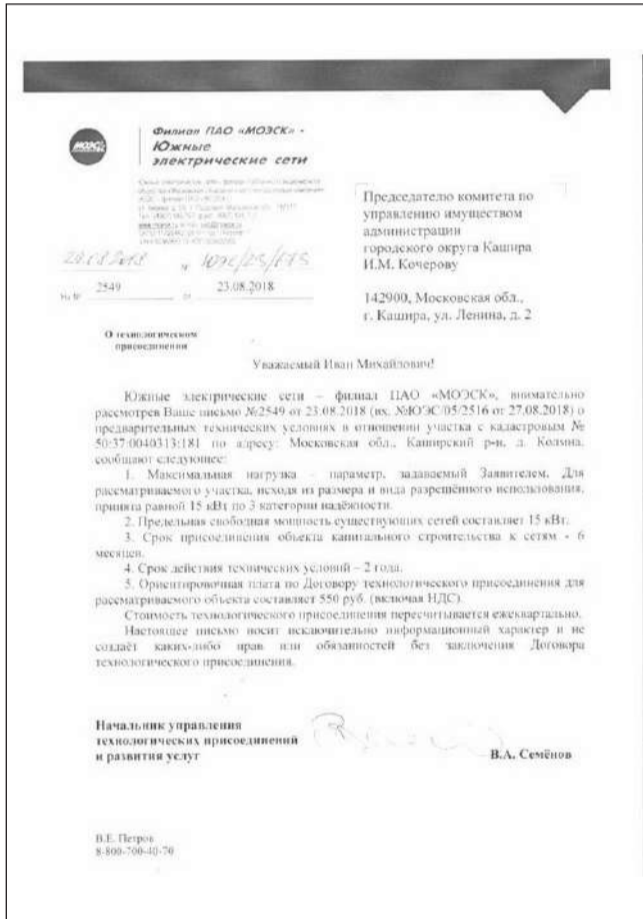 МОЭСК
Филиал ПАО «МОЭСК» -
Южные
электрические сети
Председателю комитета по
управлению имуществом
администрации
городского округа Кашира
И.М. Кочерову
142900, Московская обл.,
г. Кашира, ул. Ленина, д. 2
На № 2549 от 23.08.2018
О технологическом
присоединении
Уважаемый Иван Михайлович!
Южные электрические сети – филиал ПАО «МОЭСК», внимательно
рассмотрев Ваше письмо №2549 от 23.08.2018 (вх. №ЮЭС/05/2516 от 27.08.2018) о
предварительных технических условиях в отношении участка с кадастровым №
50:37:0040313:181 по адресу: Московская обл., Каширский р-н, д. Колмна,
сообщают следующее:
1. Максимальная нагрузка – параметр, задаваемый Заявителем. Для
рассматриваемого участка, исходя из размера и вида разрешённого использования,
принята равной 15 кВт по 3 категории надёжности.
2. Предельная свободная мощность существующих сетей составляет 15 кВт.
3. Срок присоединения объекта капитального строительства к сетям - 6
месяцев.
4. Срок действия технических условий – 2 года.
5. Ориентировочная плата по Договору технологического присоединения для
рассматриваемого объекта составляет 550 руб. (включая НДС).
Стоимость технологического присоединения пересчитывается ежеквартально.
Настоящее письмо носит исключительно информационный характер и не
создаёт каких-либо прав или обязанностей без заключения Договора
технологического присоединения.
Начальник управления
технологических присоединений
и развития услуг
В.А. Семёнов
В.Е. Петров
8-800-700-40-70